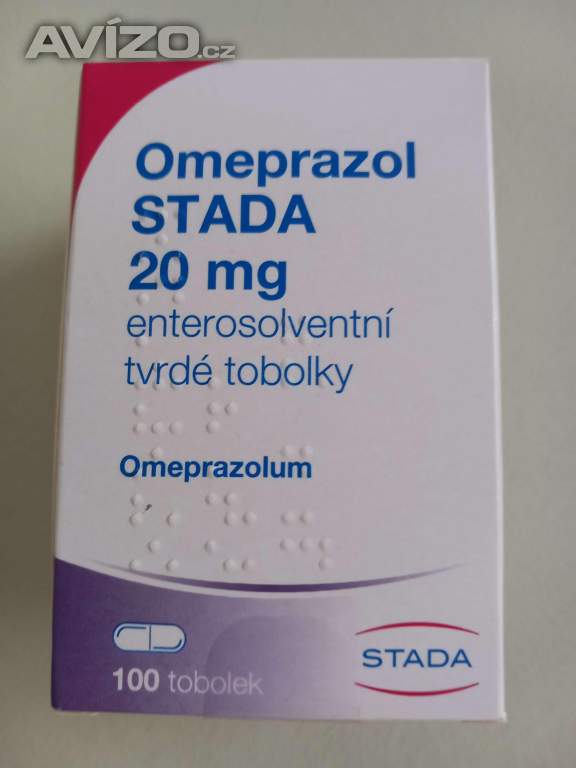 AVÍZO.cz
Omeprazol
STADA
20 mg
enterosolventní
tvrdé tobolky
Omeprazolum
100 tobolek
STADA